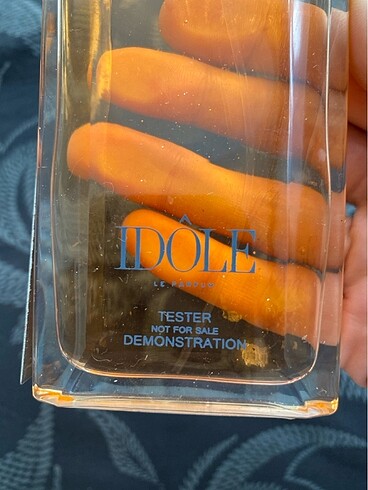 IDÔLE
LE PARFUM
TESTER
NOT FOR SALE
DEMONSTRATION